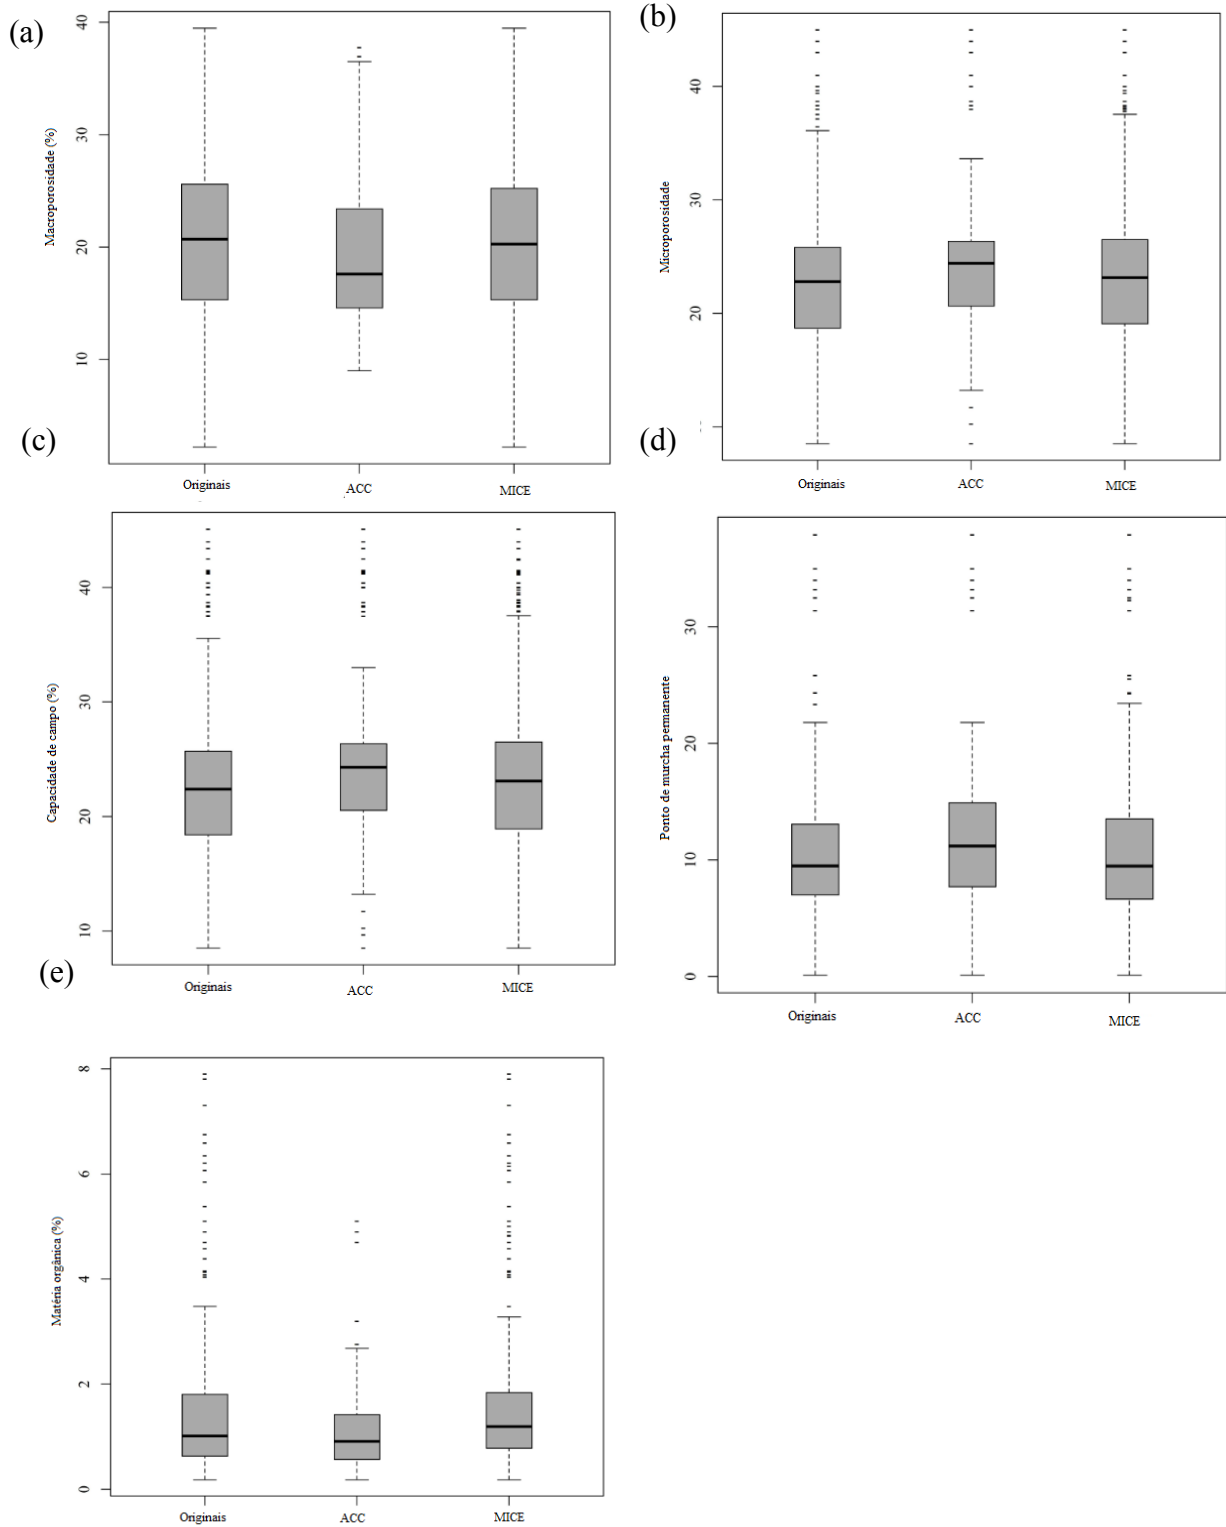 (a)
Macroporosidade (%)
40
30
20
10
Originais ACC MICE
(b)
Microporosidade
40
30
20
Originais ACC MICE
(c)
Capacidade de campo (%)
40
30
20
10
Originais ACC MICE
(d)
Ponto de murcha permanente
30
20
10
0
Originais ACC MICE
(e)
Matéria orgânica (%)
8
6
4
2
0
Originais ACC MICE